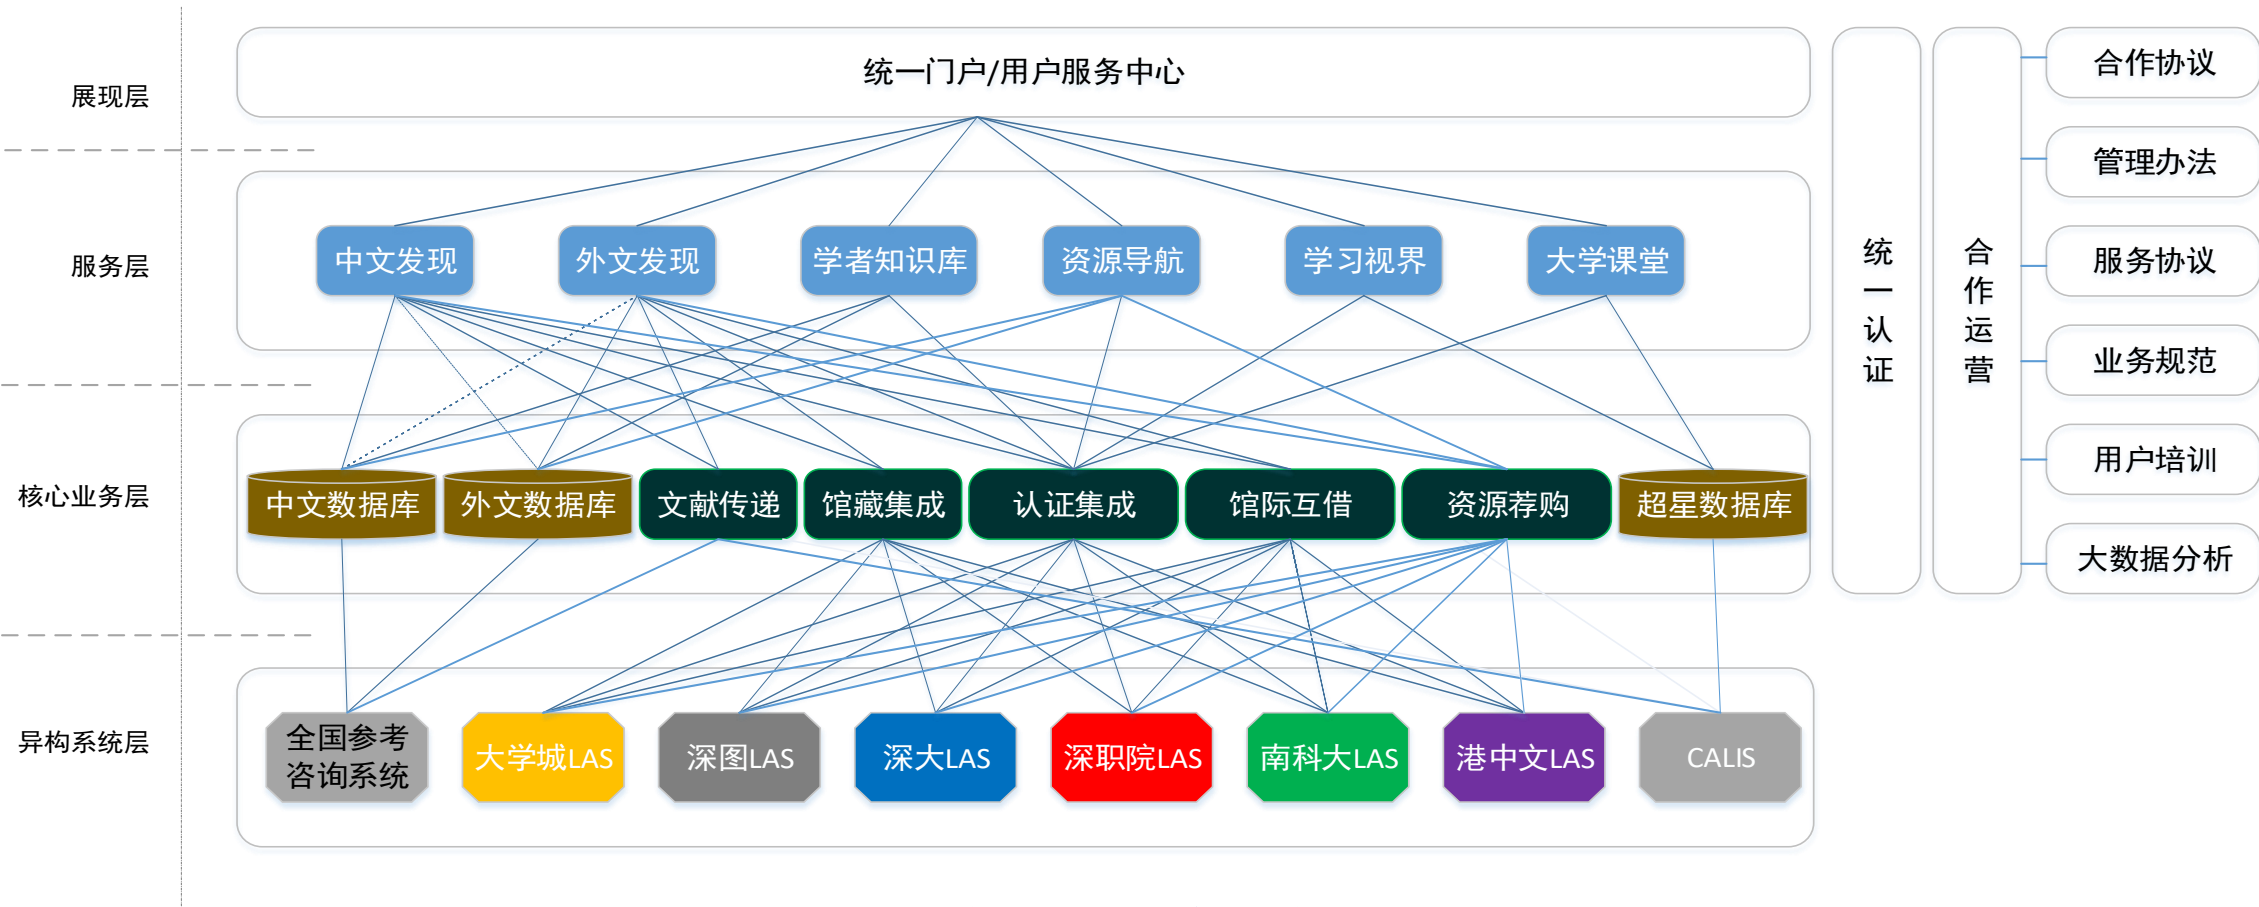 展现层
统一门户/用户服务中心
服务层
中文发现
外文发现
学者知识库
资源导航
学习视界
大学课堂
核心业务层
中文数据库
外文数据库
文献传递
馆藏集成
认证集成
馆际互借
资源荐购
超星数据库
异构系统层
全国参考
咨询系统
大学城LAS
深图LAS
深大LAS
深职院LAS
南科大LAS
港中文LAS
CALIS
统一认证
合作运营
合作协议
管理办法
服务协议
业务规范
用户培训
大数据分析